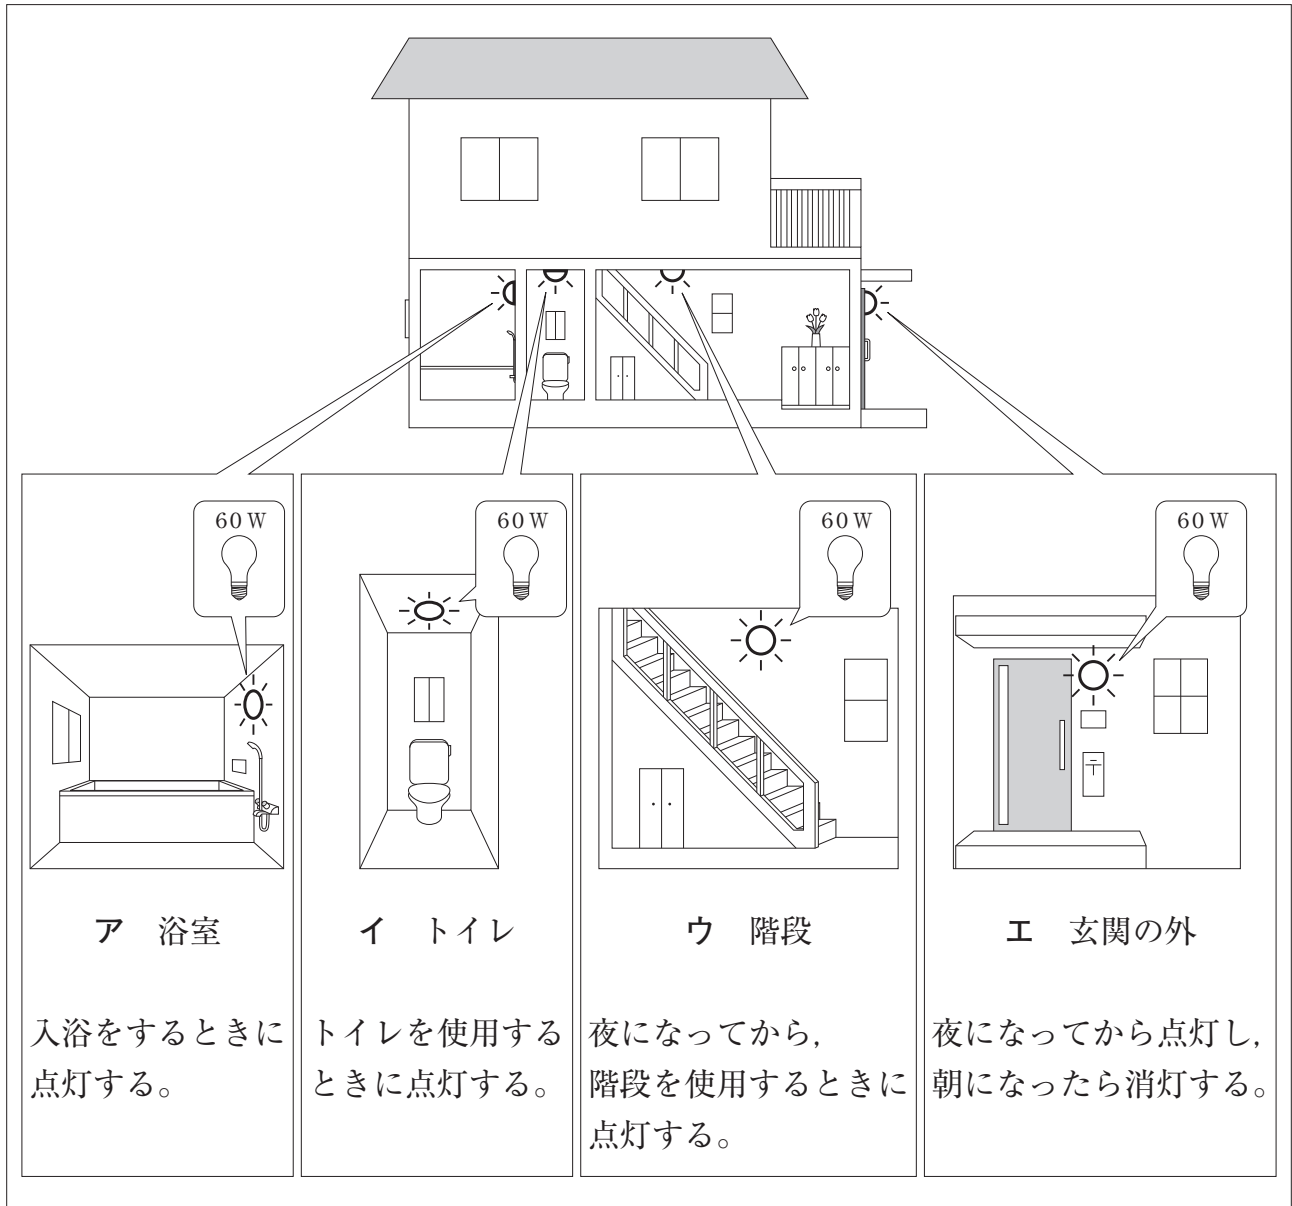 60 W
60 W
60 W
60 W
ア 浴室
入浴をするときに
点灯する。
イ トイレ
トイレを使用する
ときに点灯する。
ウ 階段
夜になってから,
階段を使用するときに
点灯する。
エ 玄関の外
夜になってから点灯し,
朝になったら消灯する。